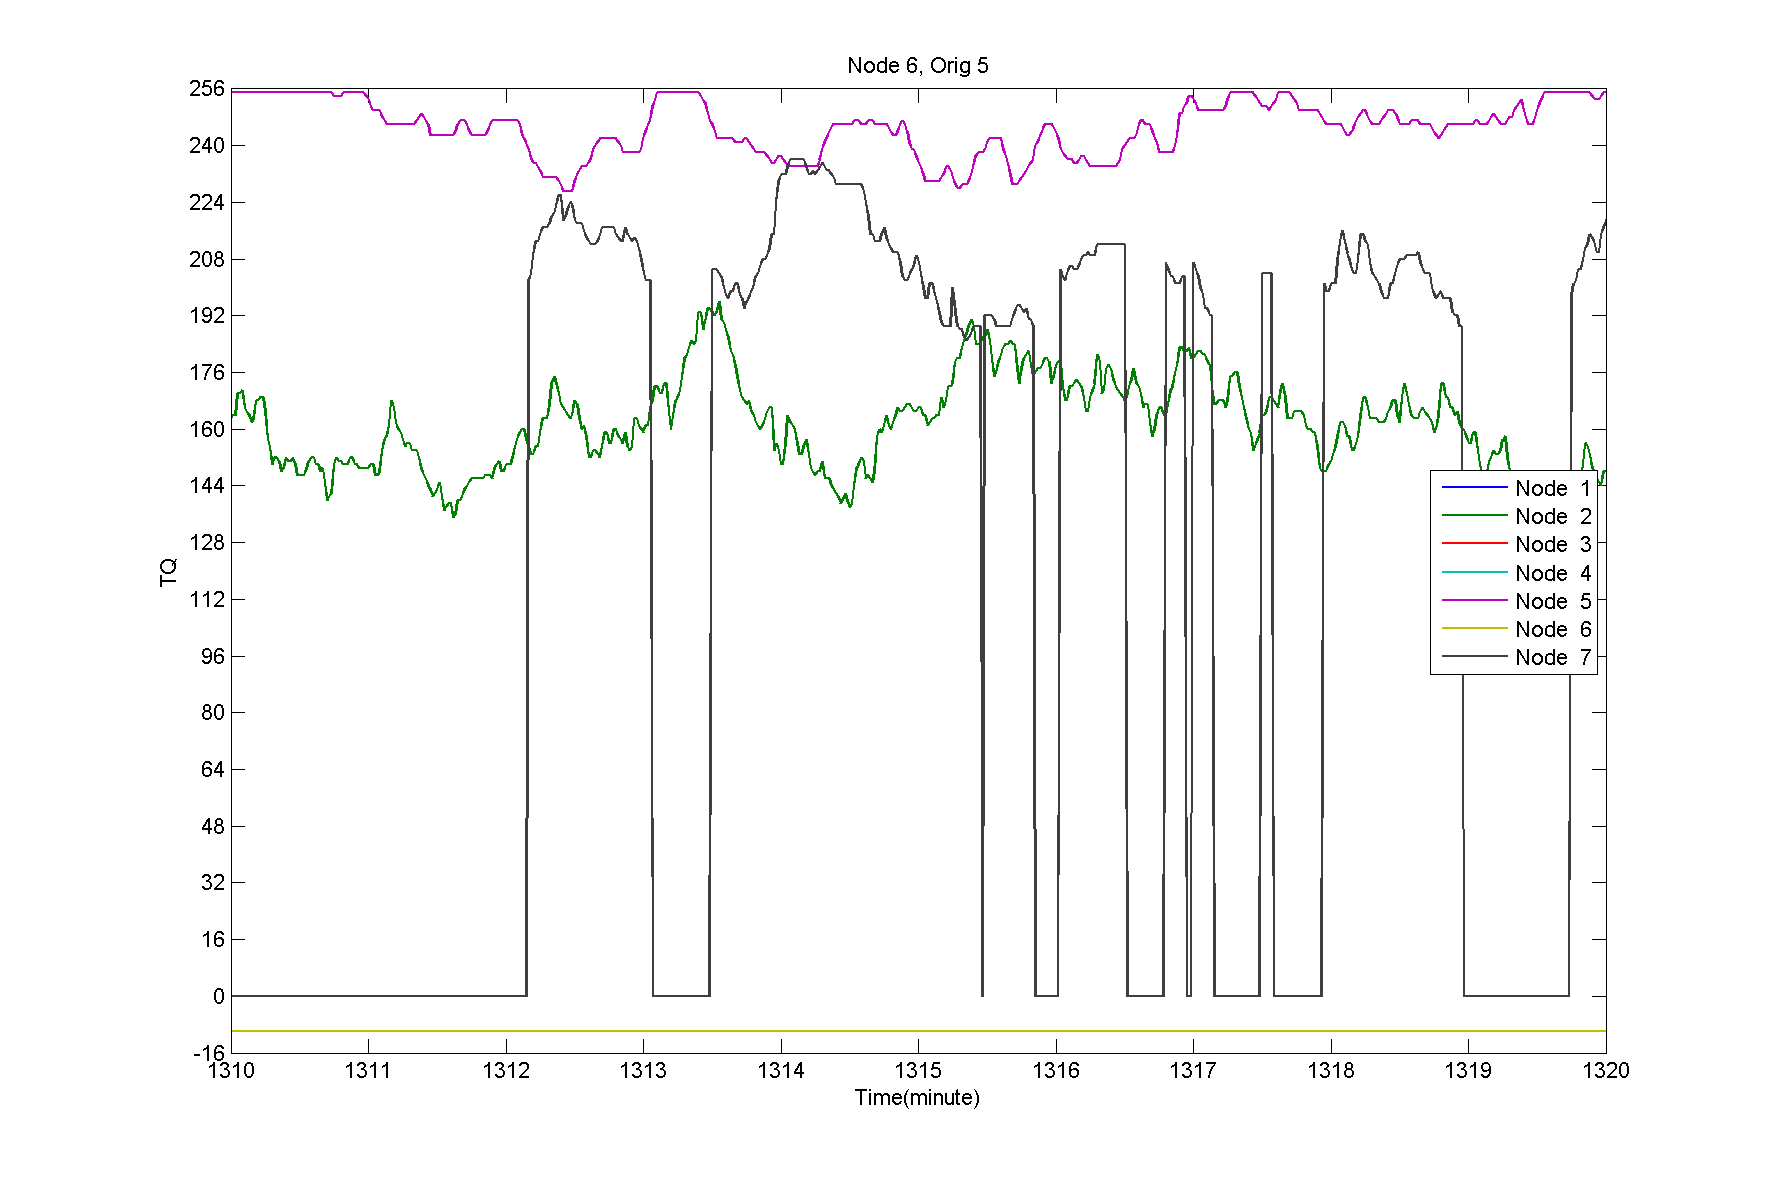 Node 6, Orig 5
256
240
224
208
192
176
160
144
128
112
96
80
64
48
32
16
0
-16
TQ
1310 1311 1312 1313 1314 1315 1316 1317 1318 1319 1320
Time(minute)
Node 1
Node 2
Node 3
Node 4
Node 5
Node 6
Node 7